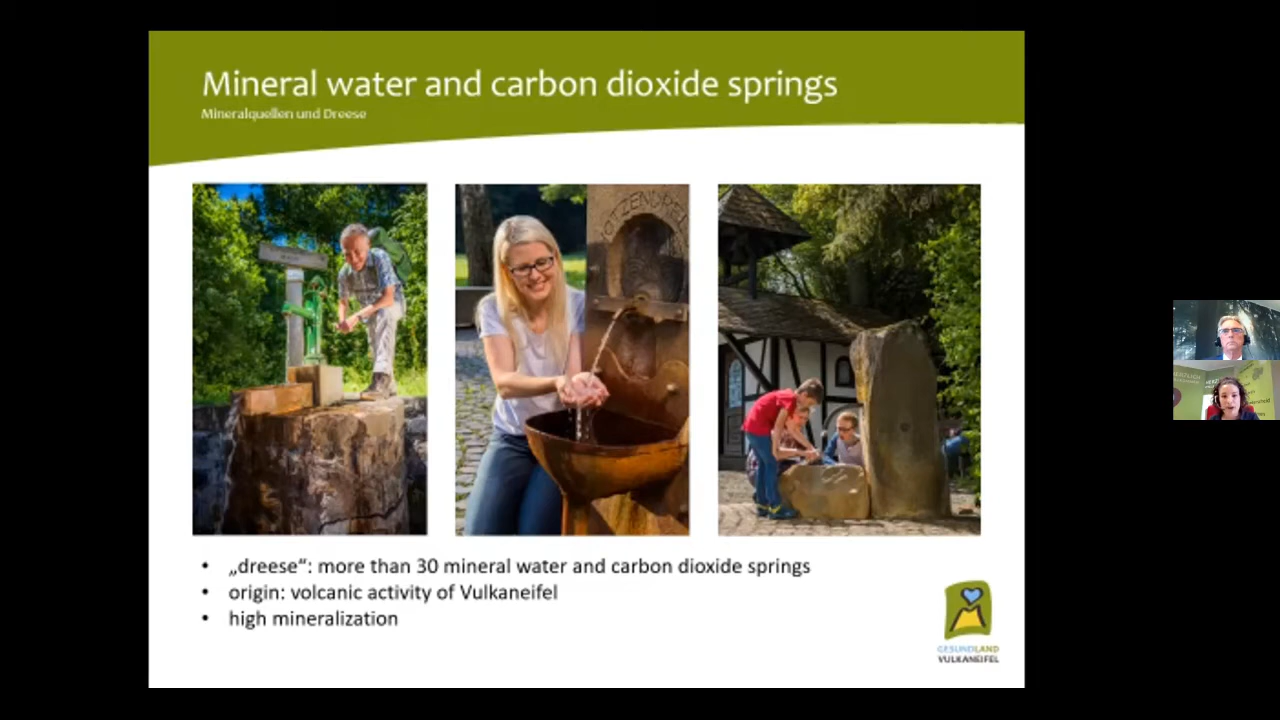 Mineral water and carbon dioxide springs
Mineralquellen und Dreese
• „dreese“: more than 30 mineral water and carbon dioxide springs
• origin: volcanic activity of Vulkaneifel
• high mineralization
GESUNDLAND
VULKANEIFEL